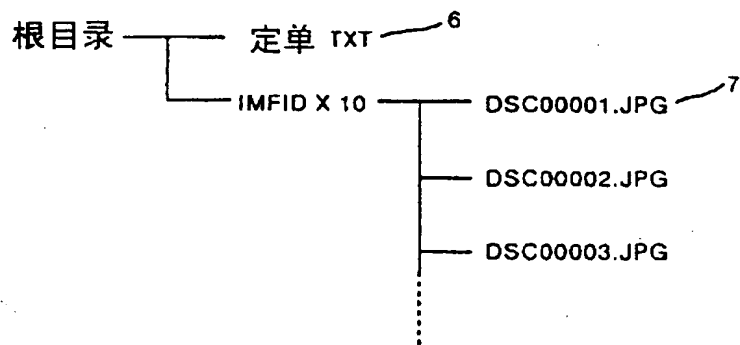 6
根目录 定单 TXT
IMFID X 10 DSC00001.JPG 7
DSC00002.JPG
DSC00003.JPG